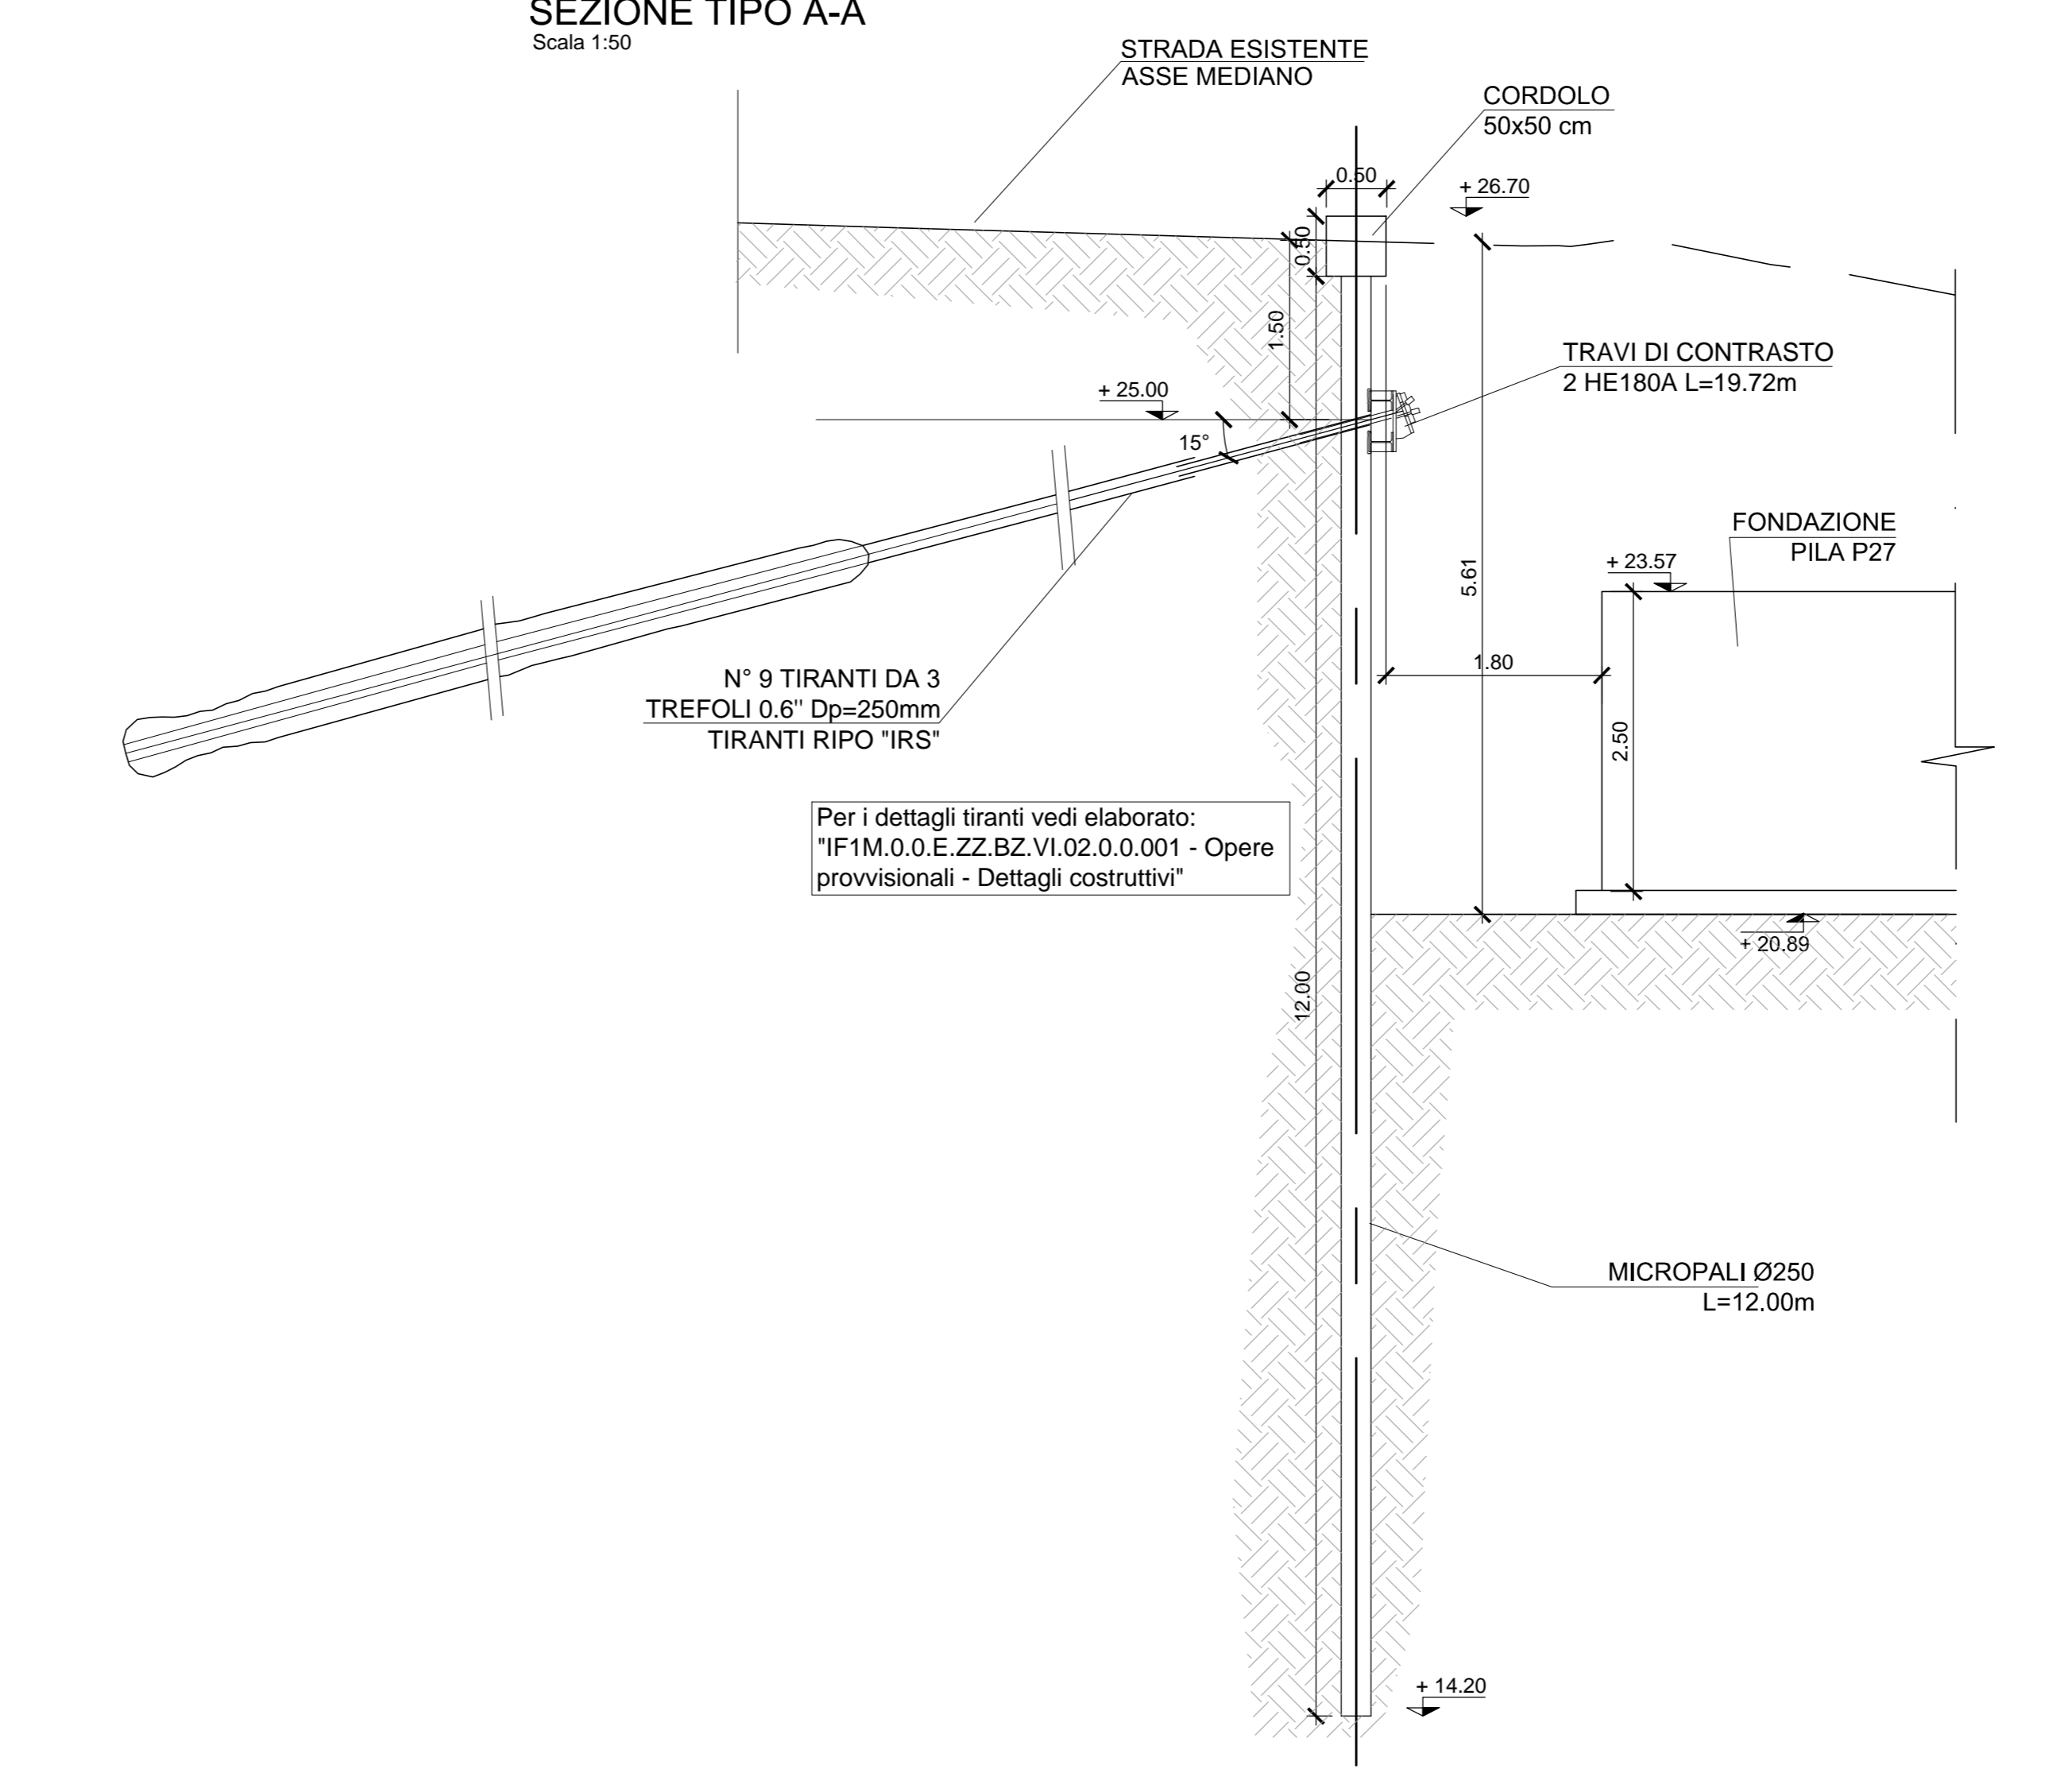 SEZIONE TIPO A-A
Scala 1:50
STRADA ESISTENTE
ASSE MEDIANO
CORDOLO
50x50 cm
0.50
+ 26.70
0.50
1.50
TRAVI DI CONTRASTO
2 HE180A L=19.72m
+ 25.00
15°
FONDAZIONE
PILA P27
+ 23.57
5.61
1.80
N° 9 TIRANTI DA 3
TREFOLI 0.6" Dp=250mm
TIRANTI RIPO "IRS"
2.50
Per i dettagli tiranti vedi elaborato:
"IF1M.0.0.E.ZZ.BZ.VI.02.0.0.001 - Opere
provvisionali - Dettagli costruttivi"
+ 20.89
12.00
MICROPALI Ø250
L=12.00m
+ 14.20